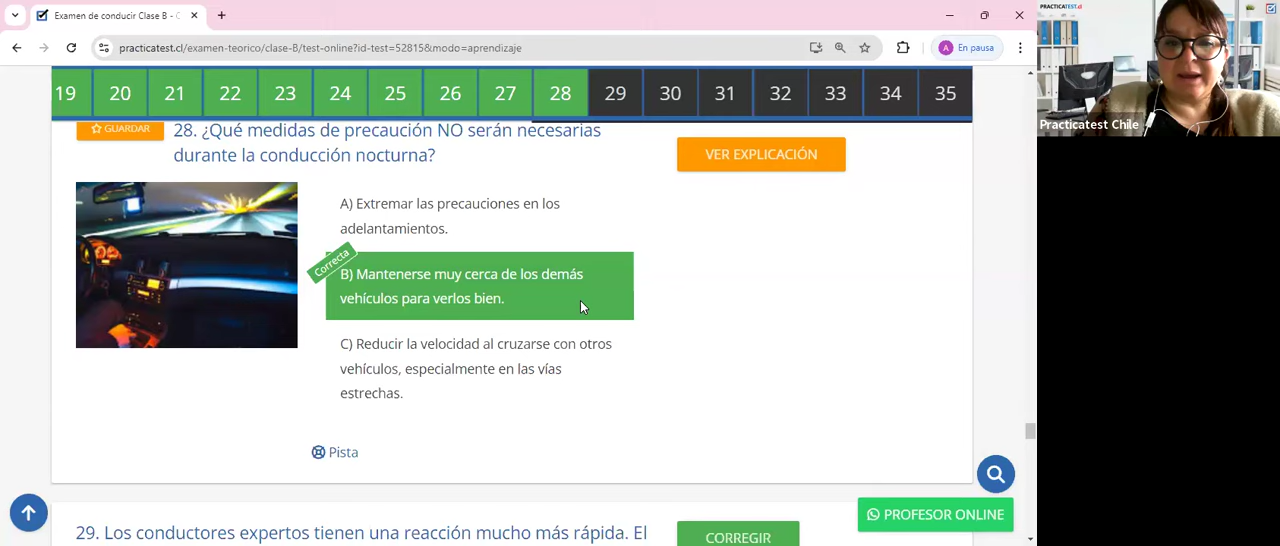 Examen de conducir Clase B - C
practicatest.cl/examen-teorico/clase-B/test-online?id-test=52815&modo=aprendizaje
A
En pausa
PRACTICATEST.cl
Practicatest Chile
19 20 21 22 23 24 25 26 27 28 29 30 31 32 33 34 35
GUARDAR
28. ¿Qué medidas de precaución NO serán necesarias
durante la conducción nocturna?
VER EXPLICACIÓN
A) Extremar las precauciones en los
adelantamientos.
Correcta
B) Mantenerse muy cerca de los demás
vehículos para verlos bien.
C) Reducir la velocidad al cruzarse con otros
vehículos, especialmente en las vías
estrechas.
Pista
PROFESOR ONLINE
29. Los conductores expertos tienen una reacción mucho más rápida. El
CORREGIR